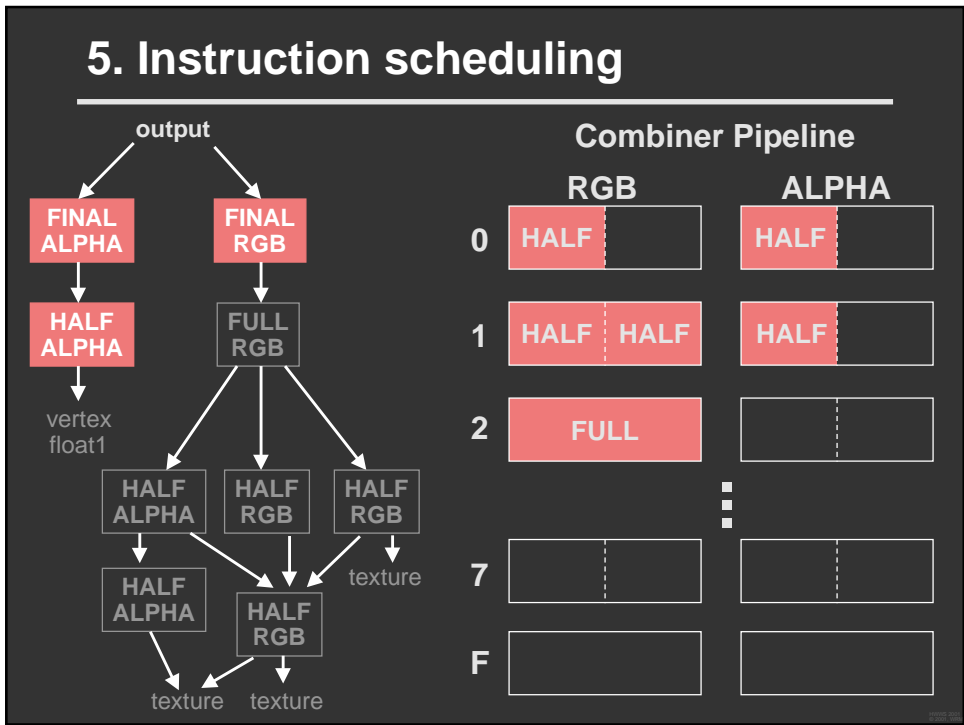 5. Instruction scheduling
output
FINAL
ALPHA
FINAL
RGB
HALF
ALPHA
FULL
RGB
vertex
float1
HALF
ALPHA
HALF
RGB
HALF
RGB
HALF
ALPHA
HALF
RGB
texture
texture
texture
Combiner Pipeline
RGB
ALPHA
0
HALF
HALF
1
HALF
HALF
HALF
2
FULL
7
F